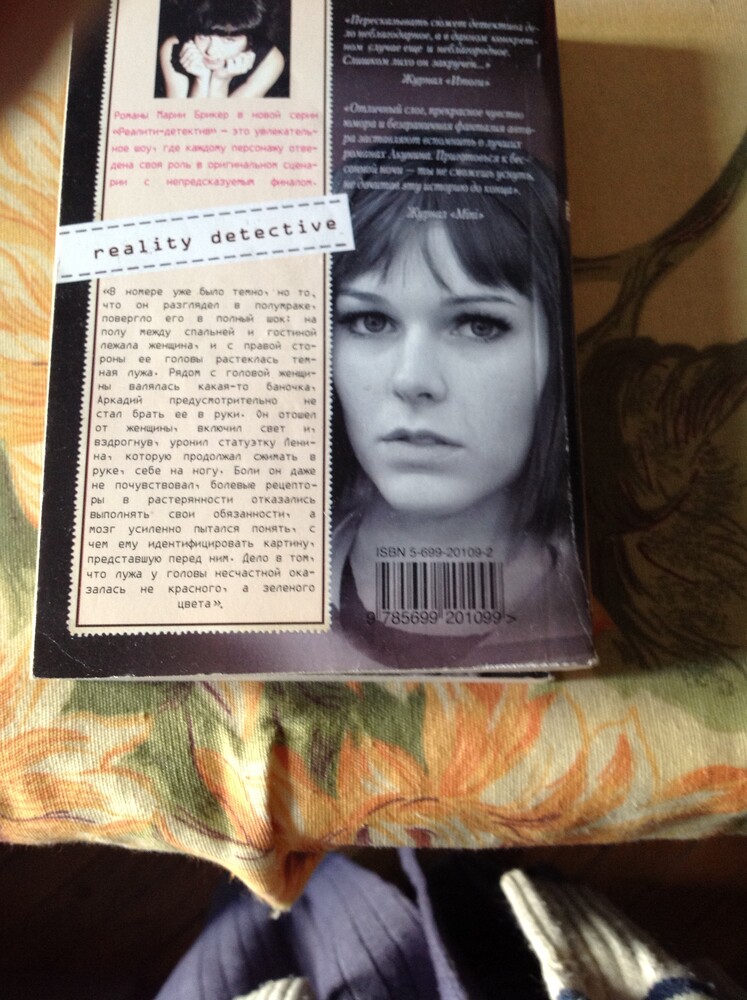 Романы Марии Брикер в новой серии
«Реалити-детектив» — это увлекатель-
ное шоу, где каждому персонажу отве-
дена своя роль в оригинальном сцена-
рии с непредсказуемым финалом.
reality detective
«В номере уже было темно, но то,
что он разглядел в полумраке,
повергло его в полный шок: на
полу между спальней и гостиной
лежала женщина, и с правой сто-
роны ее головы растеклась тем-
ная лужа. Рядом с головой женщи-
ны валялась какая-то баночка.
Аркадий предусмотрительно не
стал брать ее в руки. Он отошел
от женщины, включил свет и,
вздрогнув, уронил статуэтку Лени-
на, которую продолжал сжимать в
руке, себе на ногу. Боли он даже
не почувствовал, болевые рецепто-
ры в растерянности отказались
выполнять свои обязанности, а
мозг усиленно пытался понять, с
чем ему идентифицировать картину,
представшую перед ним. Дело в том,
что лужа у головы несчастной ока-
залась не красного, а зеленого
цвета».
«Пересказывать сюжет детектива де-
ло неблагодарное, а в данном конкрет-
ном случае еще и неблагородное.
Слишком лихо он закручен...»
Журнал «Итоги»
«Отличный слог, прекрасное чувство
юмора и безграничная фантазия авто-
ра заставляют вспомнить о лучших
романах Акунина. Приготовься к бес-
сонной ночи — ты не сможешь уснуть,
не дочитав эту историю до конца».
Журнал «Mini»
ISBN 5-699-20109-2
9 785699 201099 >